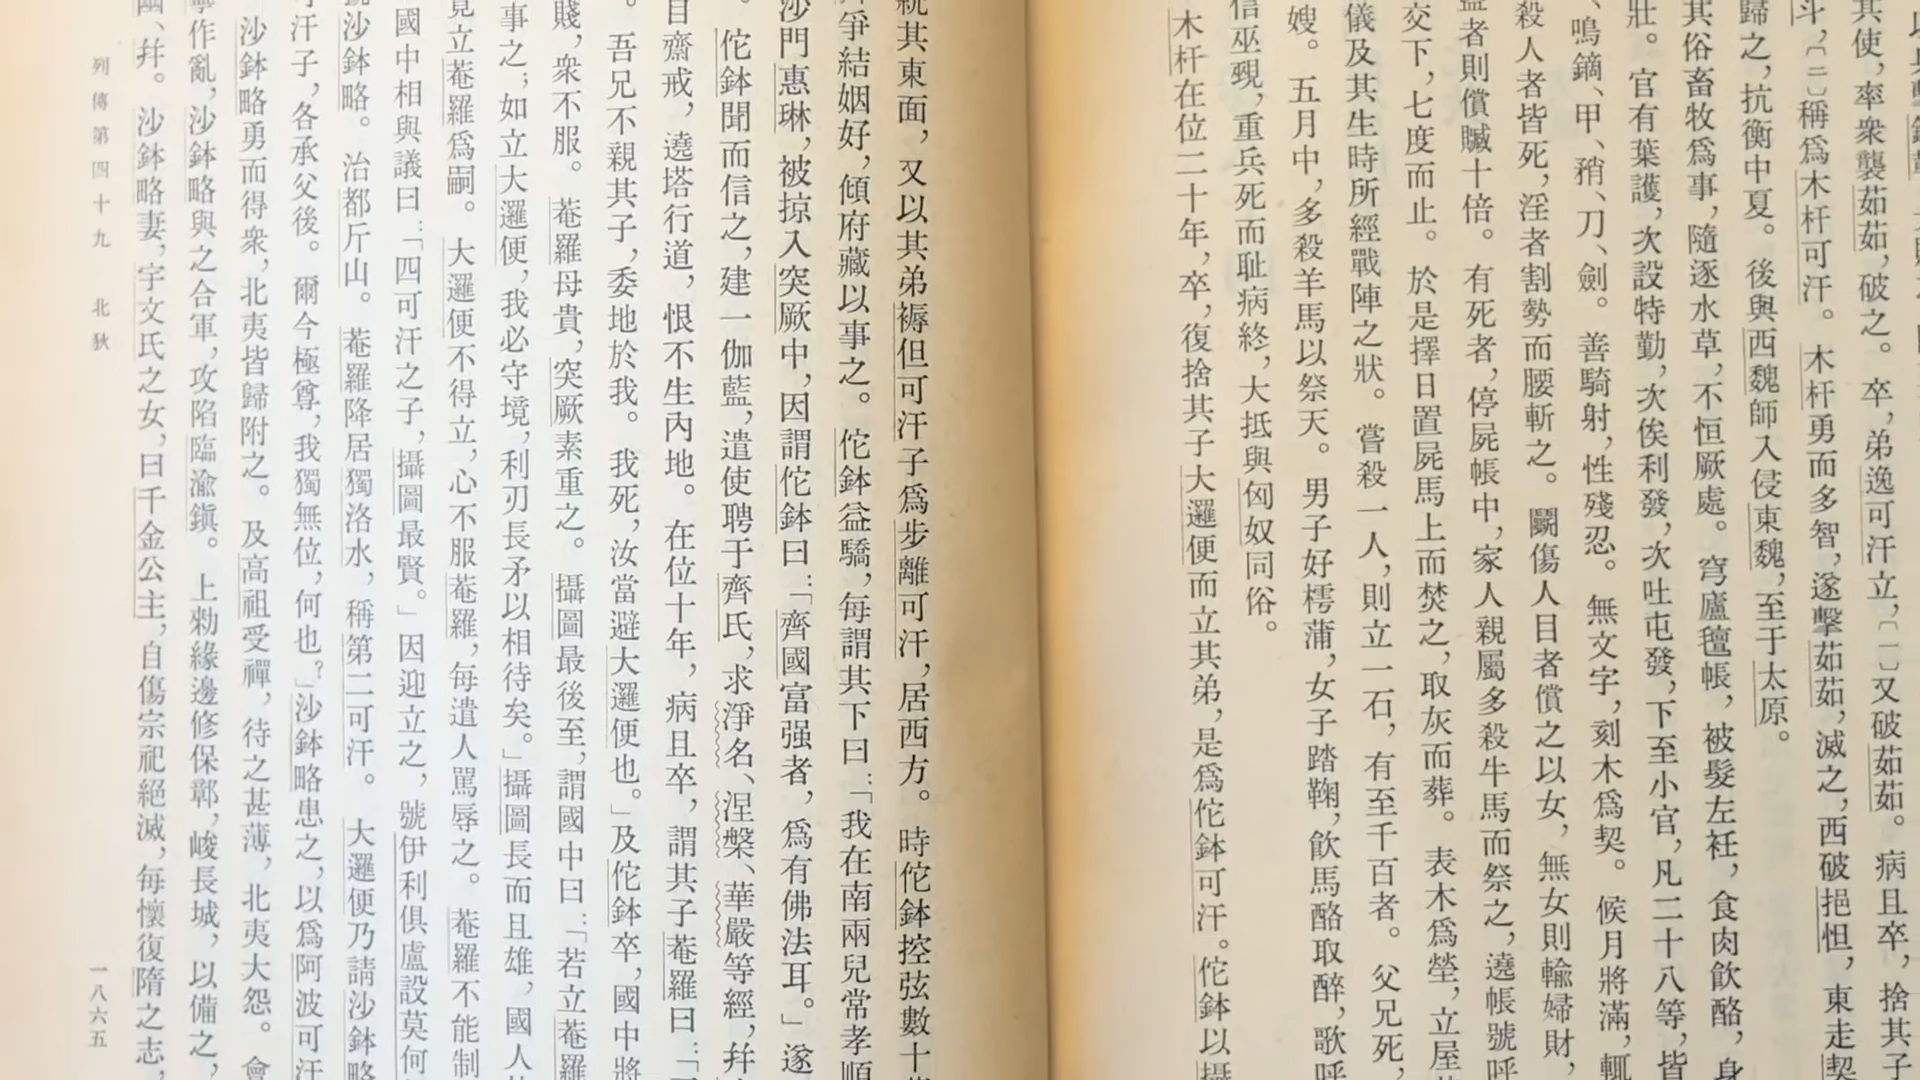 其使，率衆襲茹茹，破之。卒，弟逸可汗立，〔一〕又破茹茹。病且卒，捨其子
斗，〔二〕稱爲木杆可汗。木杆勇而多智，遂擊茹茹，滅之，西破挹怛，東走契
歸之，抗衡中夏。後與西魏師入侵東魏，至于太原。
其俗畜牧爲事，隨逐水草，不恒厥處。穹廬氈帳，被髮左衽，食肉飲酪，身
壯。官有葉護，次設特勤，次俟利發，次吐屯發，下至小官，凡二十八等，皆
、鳴鏑、甲、矟、刀、劍。善騎射，性殘忍。無文字，刻木爲契。候月將滿，輒
殺人者皆死，淫者割勢而腰斬之。鬬傷人目者償之以女，無女則輸婦財，
盜者則償贓十倍。有死者，停屍帳中，家人親屬多殺牛馬而祭之，遶帳號呼
交下，七度而止。於是擇日置屍馬上而焚之，取灰而葬。表木爲塋，立屋
儀及其生時所經戰陣之狀。嘗殺一人，則立一石，有至千百者。父兄死，
嫂。五月中，多殺羊馬以祭天。男子好樗蒲，女子踏鞠，飲馬酪取醉，歌呼
信巫覡，重兵死而耻病終，大抵與匈奴同俗。
木杆在位二十年，卒，復捨其子大邏便而立其弟，是爲佗鉢可汗。佗鉢以攝
統其東面，又以其弟褥但可汗子爲步離可汗，居西方。時佗鉢控弦數十
爭結姻好，傾府藏以事之。佗鉢益驕，每謂其下曰：「我在南兩兒常孝順
沙門惠琳，被掠入突厥中，因謂佗鉢曰：「齊國富强者，爲有佛法耳。」遂
。佗鉢聞而信之，建一伽藍，遣使聘于齊氏，求淨名、涅槃、華嚴等經，幷
自齋戒，遶塔行道，恨不生內地。在位十年，病且卒，謂其子菴羅曰：「
。吾兄不親其子，委地於我。我死，汝當避大邏便也。」及佗鉢卒，國中將
賤，衆不服。菴羅母貴，突厥素重之。攝圖最後至，謂國中曰：「若立菴羅
事之；如立大邏便，我必守境，利刃長矛以相待矣。」攝圖長而且雄，國人
竟立菴羅爲嗣。大邏便不得立，心不服菴羅，每遣人罵辱之。菴羅不能制
國中相與議曰：「四可汗之子，攝圖最賢。」因迎立之，號伊利俱盧設莫何
號沙鉢略。治都斤山。菴羅降居獨洛水，稱第二可汗。大邏便乃請沙鉢略
可汗子，各承父後。爾今極尊，我獨無位，何也？」沙鉢略患之，以爲阿波可汗
沙鉢略勇而得衆，北夷皆歸附之。及高祖受禪，待之甚薄，北夷大怨。會
作亂，沙鉢略與之合軍，攻陷臨渝鎮。上勑緣邊修保鄣，峻長城，以備之，
幽、幷。沙鉢略妻，宇文氏之女，曰千金公主，自傷宗祀絕滅，每懷復隋之志，
列傳第四十九　北狄
一八六五